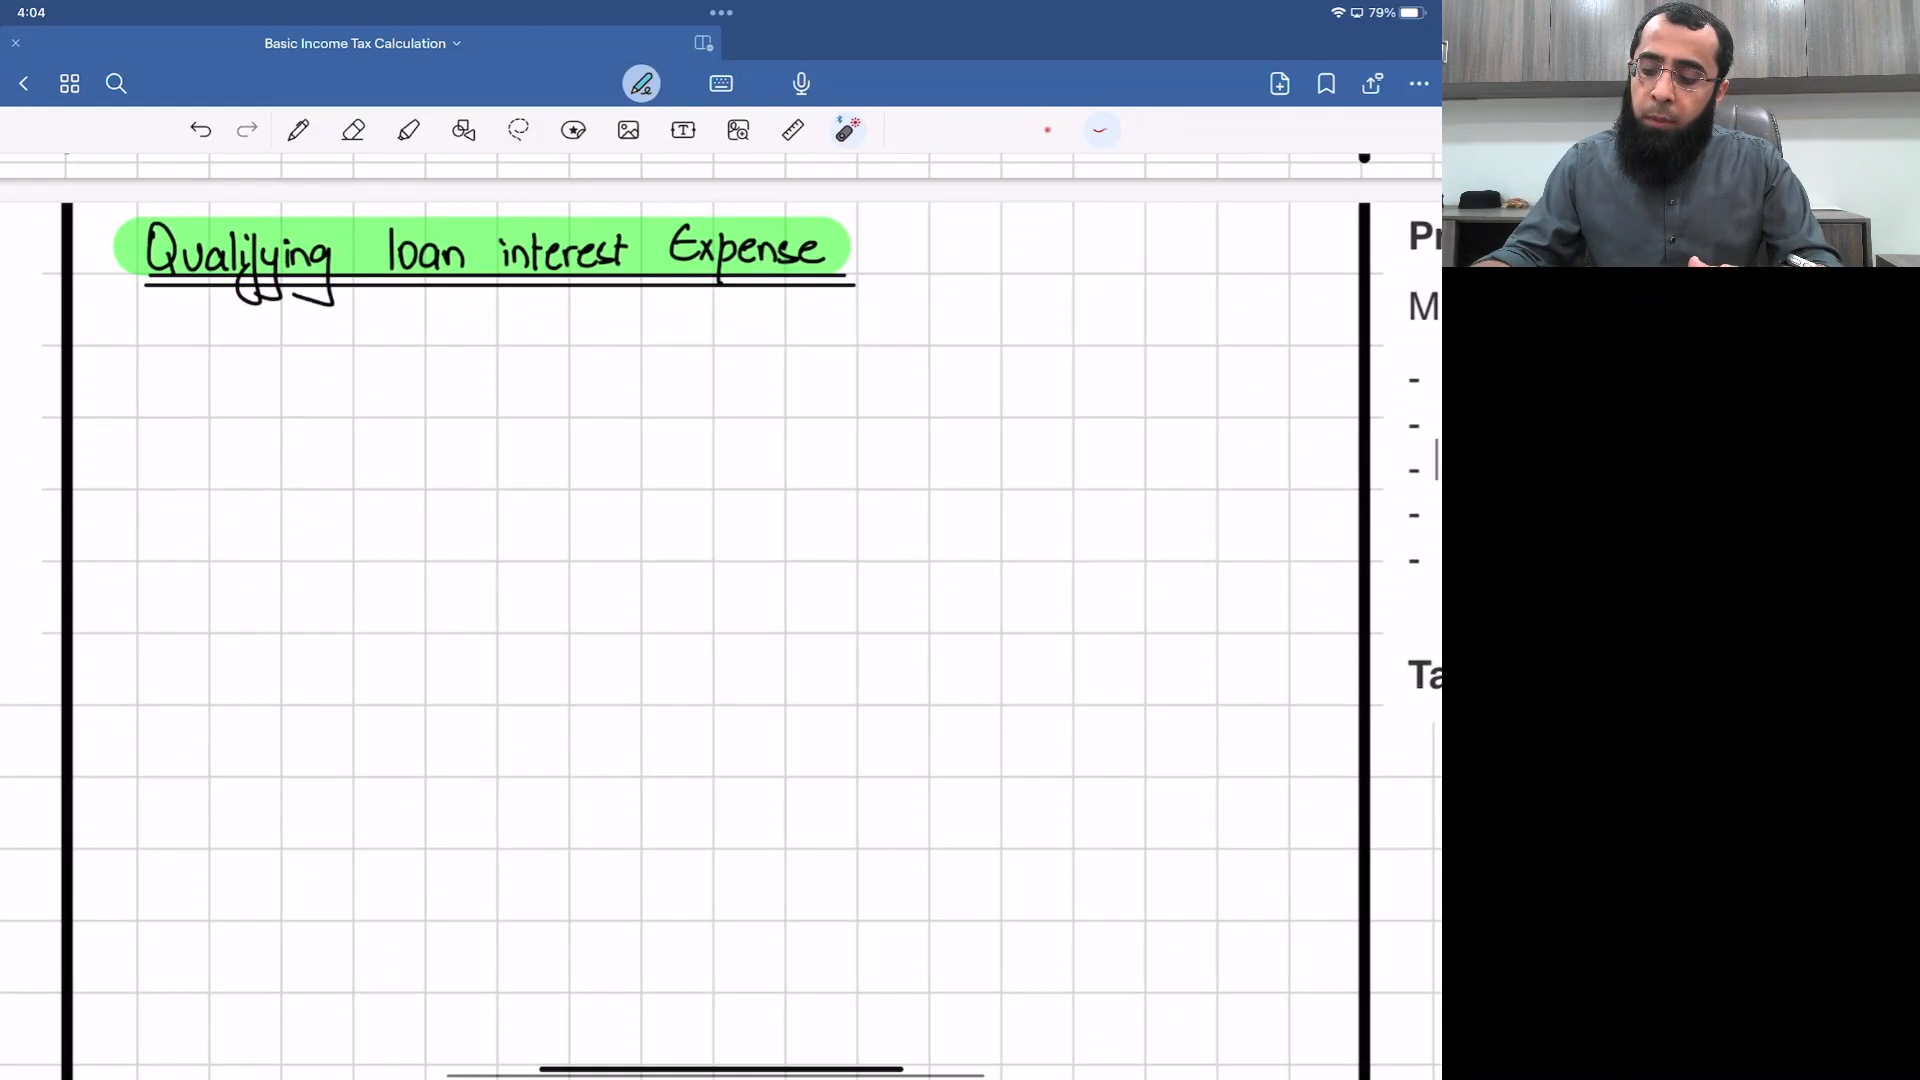 4:04
79%
Basic Income Tax Calculation
Qualifying loan interest Expense
Pr
M
-
-
-
-
-
Ta